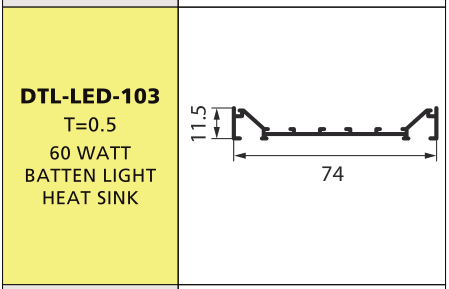 DTL-LED-103
T=0.5
60 WATT
BATTEN LIGHT
HEAT SINK
11.5
74